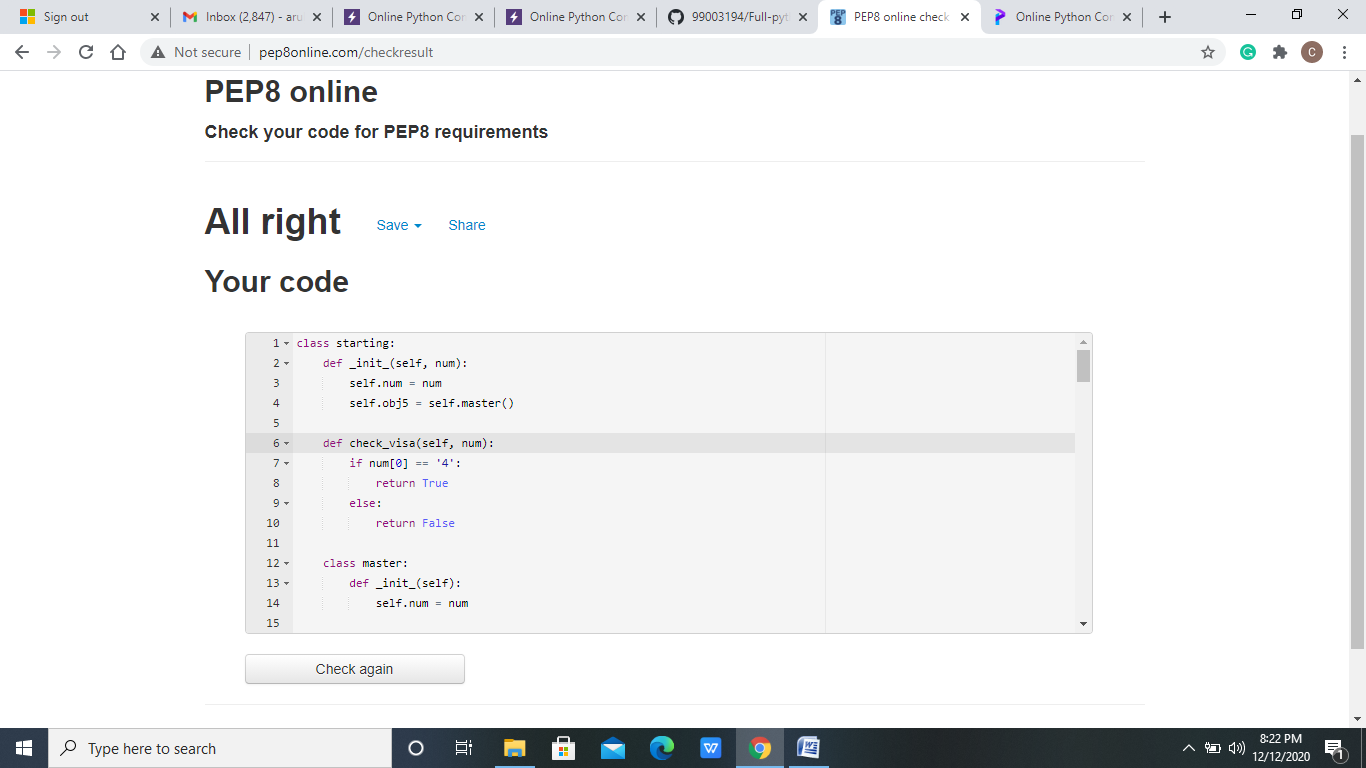 Sign out
Inbox (2,847) - aru
Online Python Con
Online Python Con
99003194/Full-pyt
PEP8 online check
Online Python Con
Not secure
pep8online.com/checkresult
C
PEP8 online
Check your code for PEP8 requirements
All right
Save
Share
Your code
1 class starting:
2     def _init_(self, num):
3         self.num = num
4         self.obj5 = self.master()
5
6     def check_visa(self, num):
7         if num[0] == '4':
8             return True
9         else:
10             return False
11
12     class master:
13         def _init_(self):
14             self.num = num
15
Check again
Type here to search
8:22 PM
12/12/2020
1